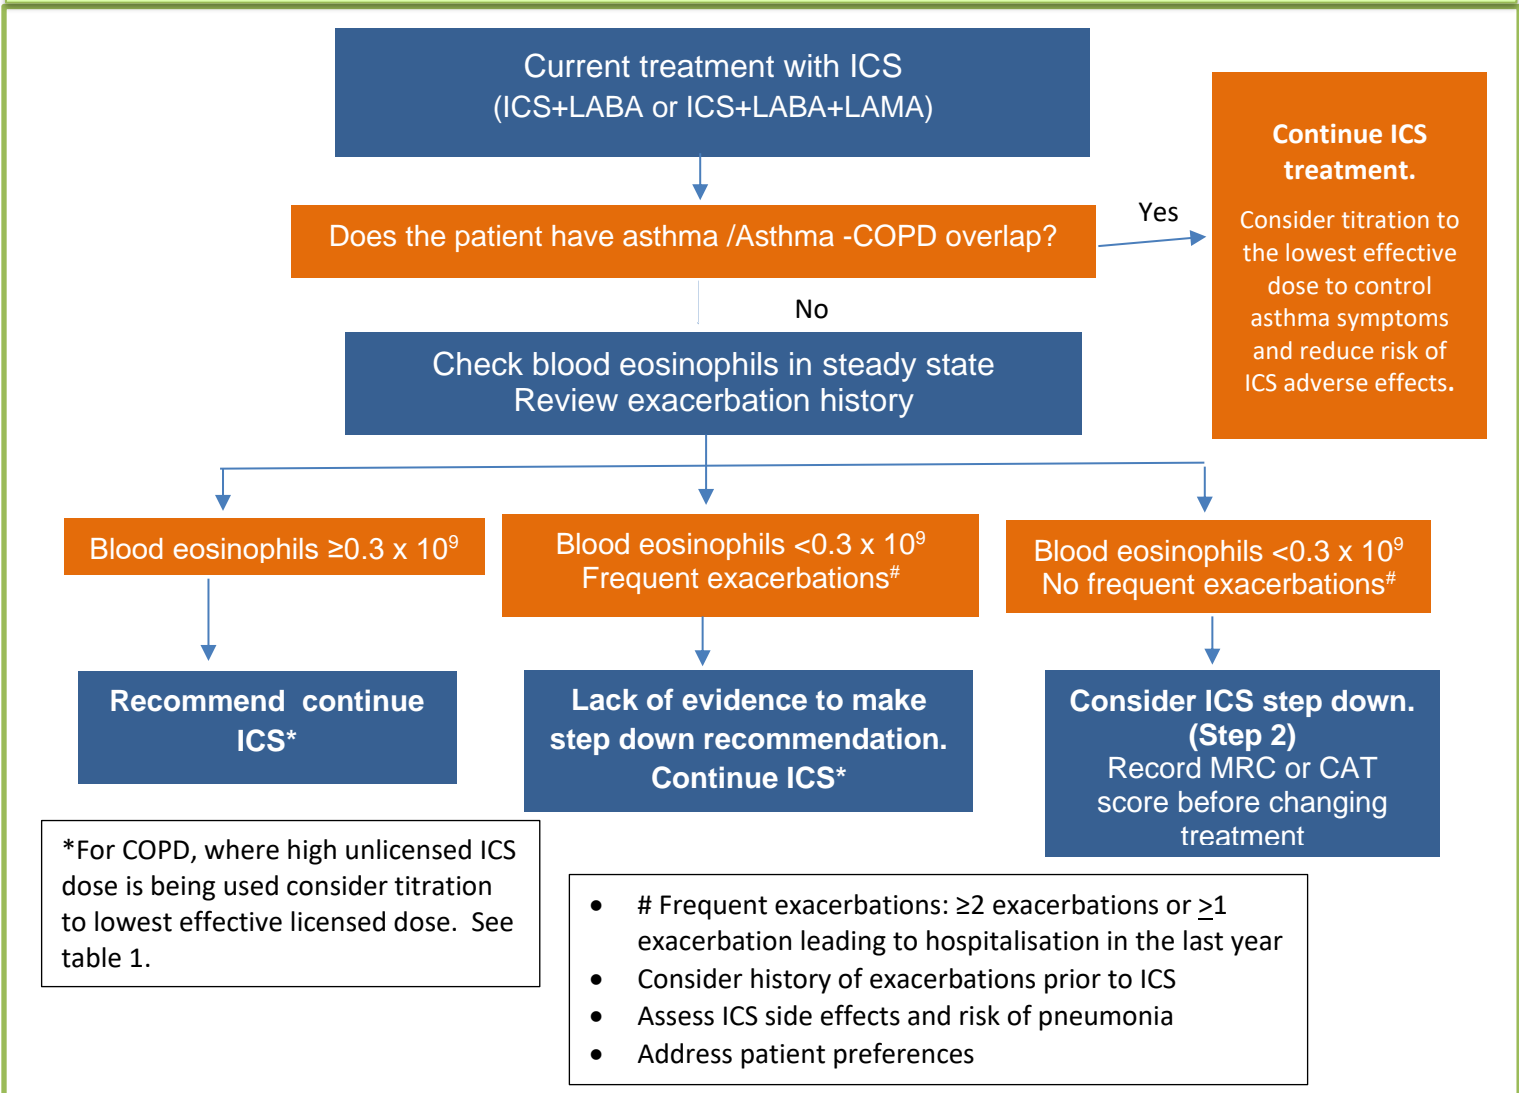 Current treatment with ICS
(ICS+LABA or ICS+LABA+LAMA)
Continue ICS
treatment.
Consider titration to
the lowest effective
dose to control
asthma symptoms
and reduce risk of
ICS adverse effects.
Yes
Does the patient have asthma /Asthma -COPD overlap?
No
Check blood eosinophils in steady state
Review exacerbation history
Blood eosinophils ≥0.3 x 10⁹
Blood eosinophils <0.3 x 10⁹
Frequent exacerbations#
Blood eosinophils <0.3 x 10⁹
No frequent exacerbations#
Recommend continue
ICS*
Lack of evidence to make
step down recommendation.
Continue ICS*
Consider ICS step down.
(Step 2)
Record MRC or CAT
score before changing
treatment
*For COPD, where high unlicensed ICS
dose is being used consider titration
to lowest effective licensed dose. See
table 1.
• # Frequent exacerbations: ≥2 exacerbations or >1
exacerbation leading to hospitalisation in the last year
• Consider history of exacerbations prior to ICS
• Assess ICS side effects and risk of pneumonia
• Address patient preferences